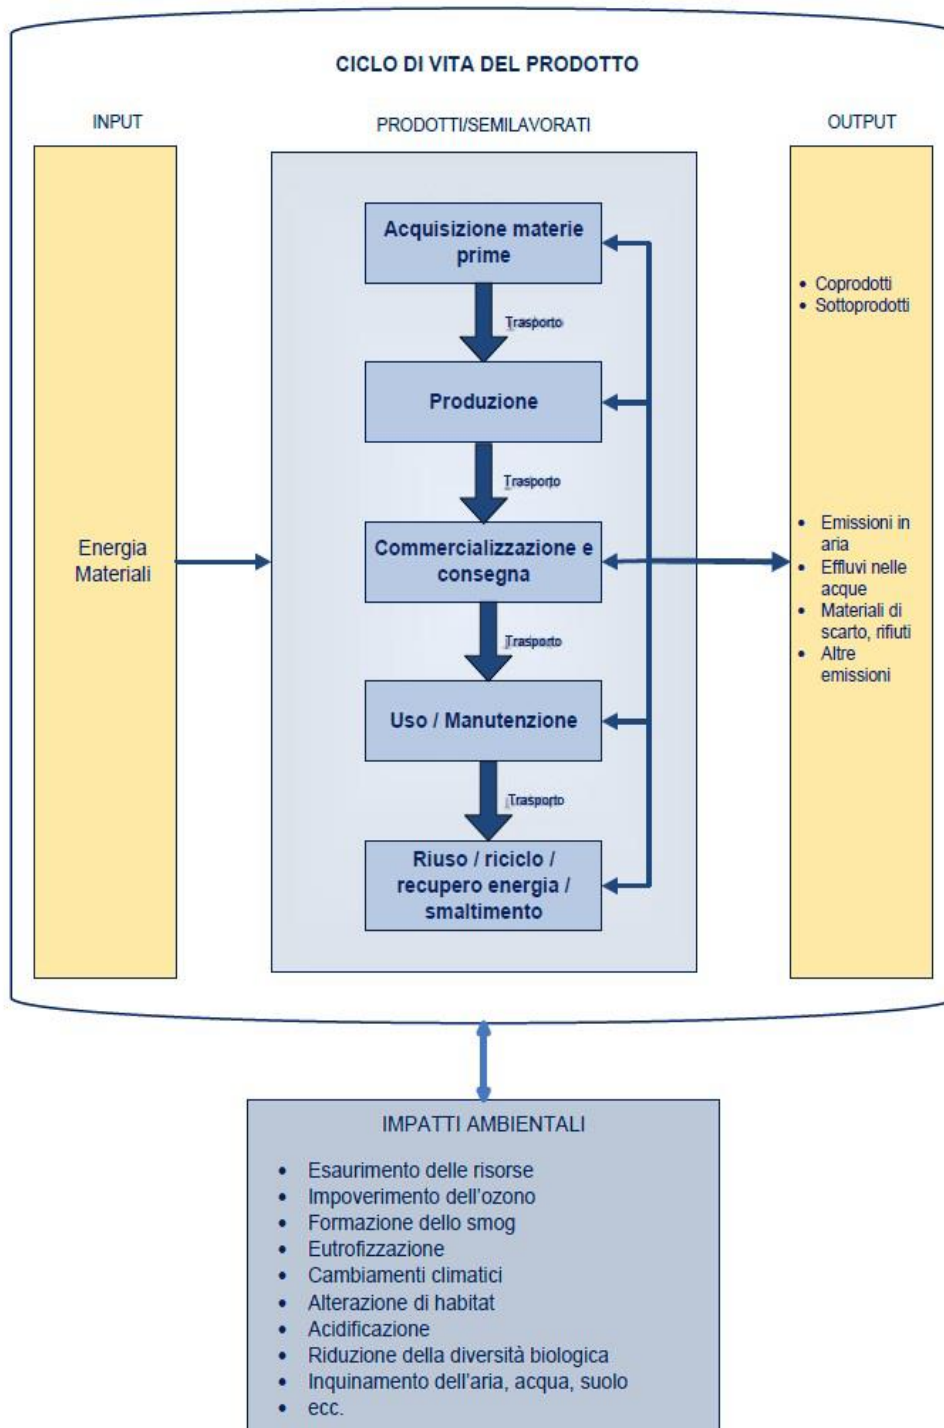 CICLO DI VITA DEL PRODOTTO
INPUT
PRODOTTI/SEMILAVORATI
OUTPUT
Energia
Materiali
Acquisizione materie
prime
Trasporto
Produzione
Trasporto
Commercializzazione e
consegna
Trasporto
Uso / Manutenzione
Trasporto
Riuso / riciclo /
recupero energia /
smaltimento
• Coprodotti
• Sottoprodotti
• Emissioni in
aria
• Effluvi nelle
acque
• Materiali di
scarto, rifiuti
• Altre
emissioni
IMPATTI AMBIENTALI
• Esaurimento delle risorse
• Impoverimento dell'ozono
• Formazione dello smog
• Eutrofizzazione
• Cambiamenti climatici
• Alterazione di habitat
• Acidificazione
• Riduzione della diversità biologica
• Inquinamento dell'aria, acqua, suolo
• ecc.